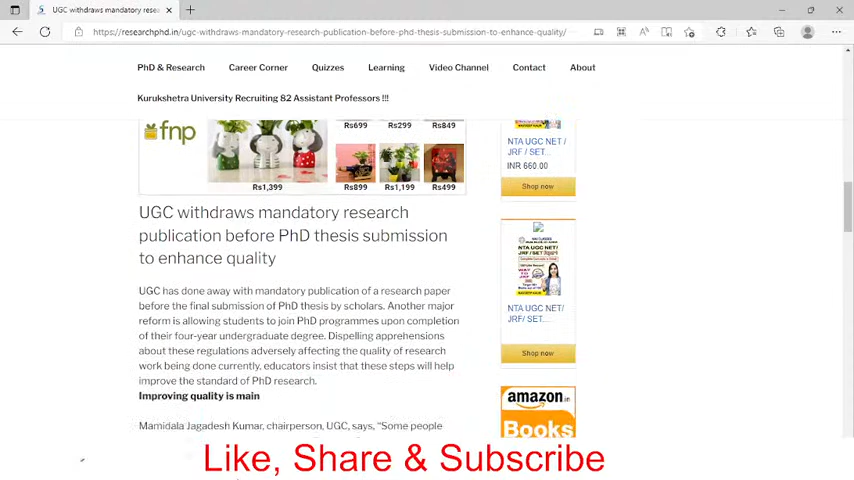 UGC withdraws mandatory resea
https://researchphd.in/ugc-withdraws-mandatory-research-publication-before-phd-thesis-submission-to-enhance-quality/
PhD & Research
Career Corner
Quizzes
Learning
Video Channel
Contact
About
Kurukshetra University Recruiting 82 Assistant Professors !!!
fnp
Rs699
Rs299
Rs849
Rs1,399
Rs899
Rs1,199
Rs499
NTA UGC NET /
JRF / SET...
INR 660.00
Shop now
UGC withdraws mandatory research
publication before PhD thesis submission
to enhance quality
UGC has done away with mandatory publication of a research paper
before the final submission of PhD thesis by scholars. Another major
reform is allowing students to join PhD programmes upon completion
of their four-year undergraduate degree. Dispelling apprehensions
about these regulations adversely affecting the quality of research
work being done currently, educators insist that these steps will help
improve the standard of PhD research.
Improving quality is main
Mamidala Jagadesh Kumar, chairperson, UGC, says, “Some people
NTA UGC NET/
JRF/ SET
NTA UGC NET/
JRF/ SET...
Shop now
amazon.in
Books
Like, Share & Subscribe